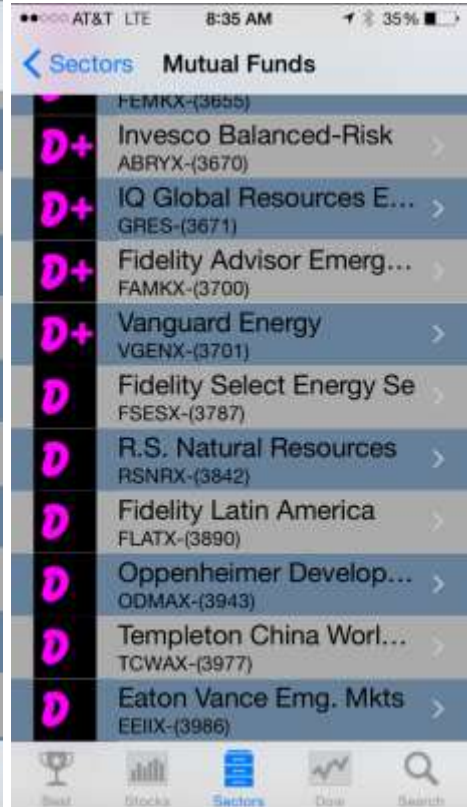 AT&T LTE 8:35 AM 35%
Sectors Mutual Funds
FEMKX-(3655)
D+ Invesco Balanced-Risk
ABRYX-(3670)
D+ IQ Global Resources E...
GRES-(3671)
D+ Fidelity Advisor Emerg...
FAMKX-(3700)
D+ Vanguard Energy
VGENX-(3701)
D Fidelity Select Energy Se
FSESX-(3787)
D R.S. Natural Resources
RSNRX-(3842)
D Fidelity Latin America
FLATX-(3890)
D Oppenheimer Develop...
ODMAX-(3943)
D Templeton China Worl...
TCWAX-(3977)
D Eaton Vance Emg. Mkts
EEIIX-(3986)
Best Stocks Sectors Dow Search